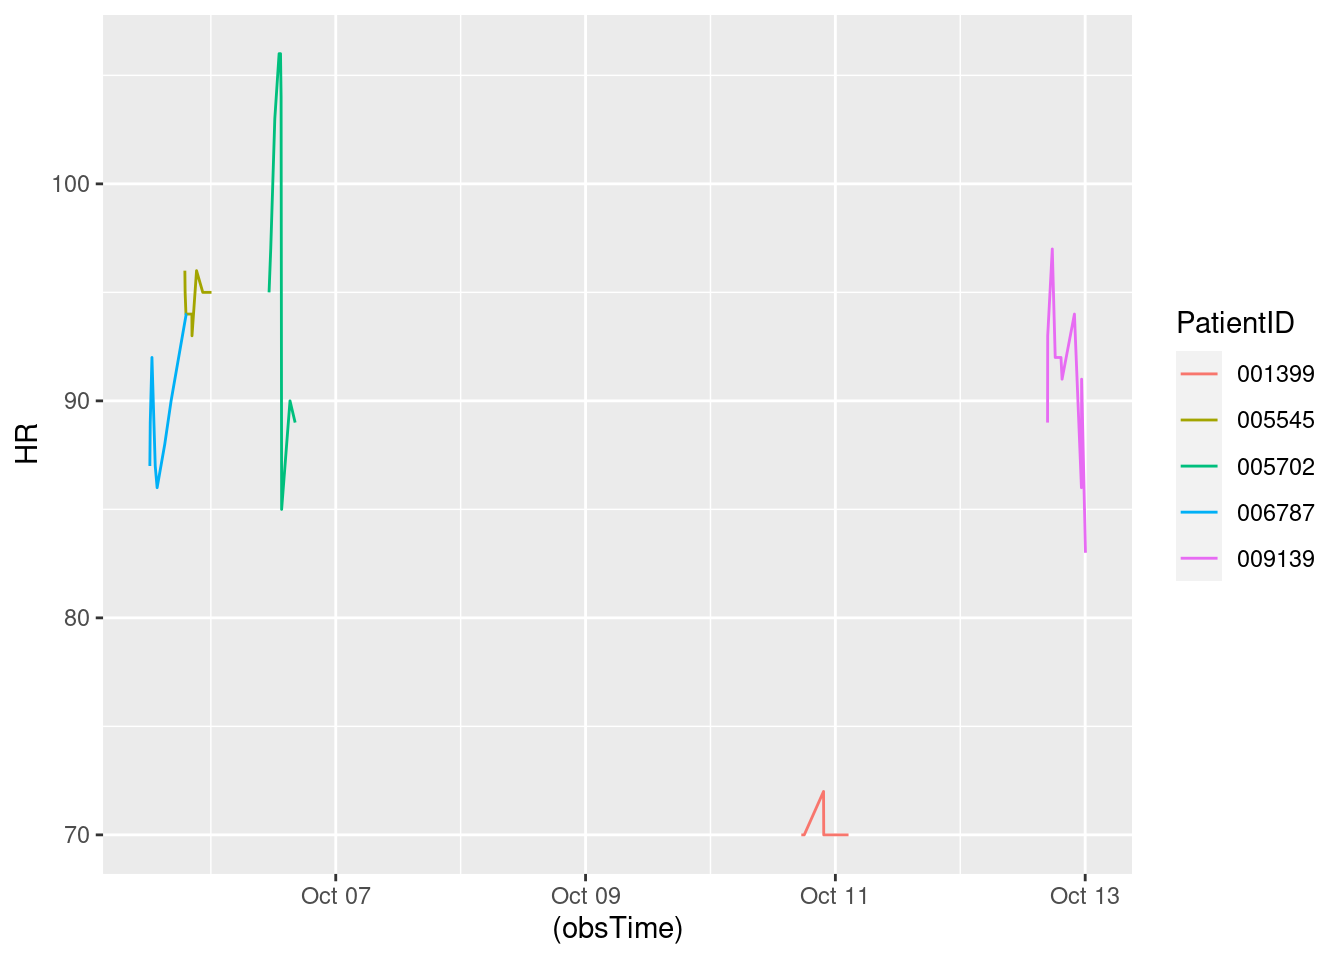 100
90
80
70
HR
Oct 07
Oct 09
Oct 11
Oct 13
(obsTime)
PatientID
001399
005545
005702
006787
009139